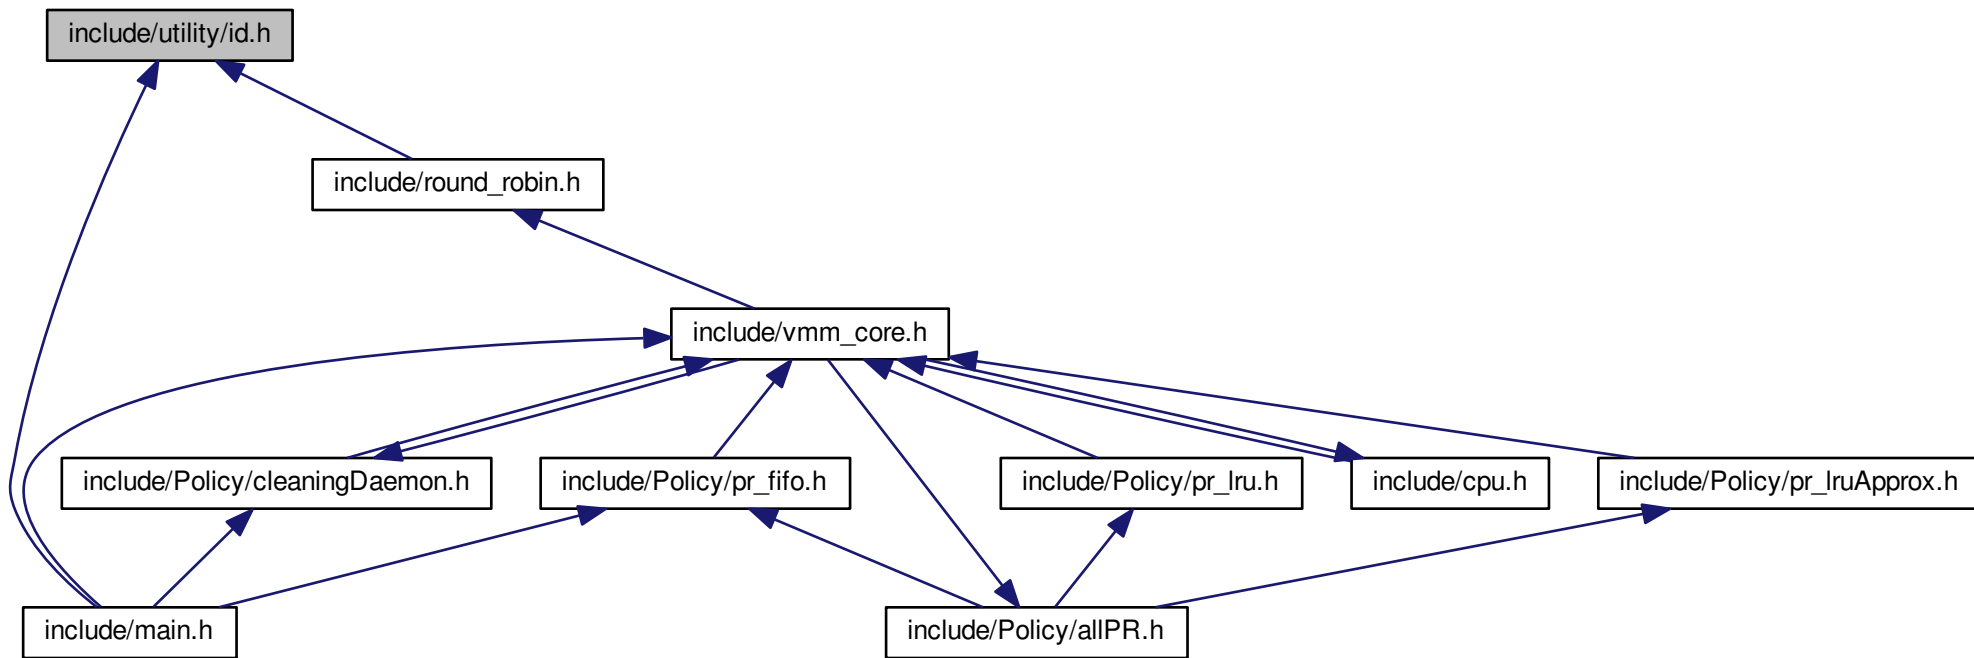 include/utility/id.h
include/round_robin.h
include/vmm_core.h
include/Policy/cleaningDaemon.h
include/Policy/pr_fifo.h
include/Policy/pr_lru.h
include/cpu.h
include/Policy/pr_lruApprox.h
include/main.h
include/Policy/allPR.h